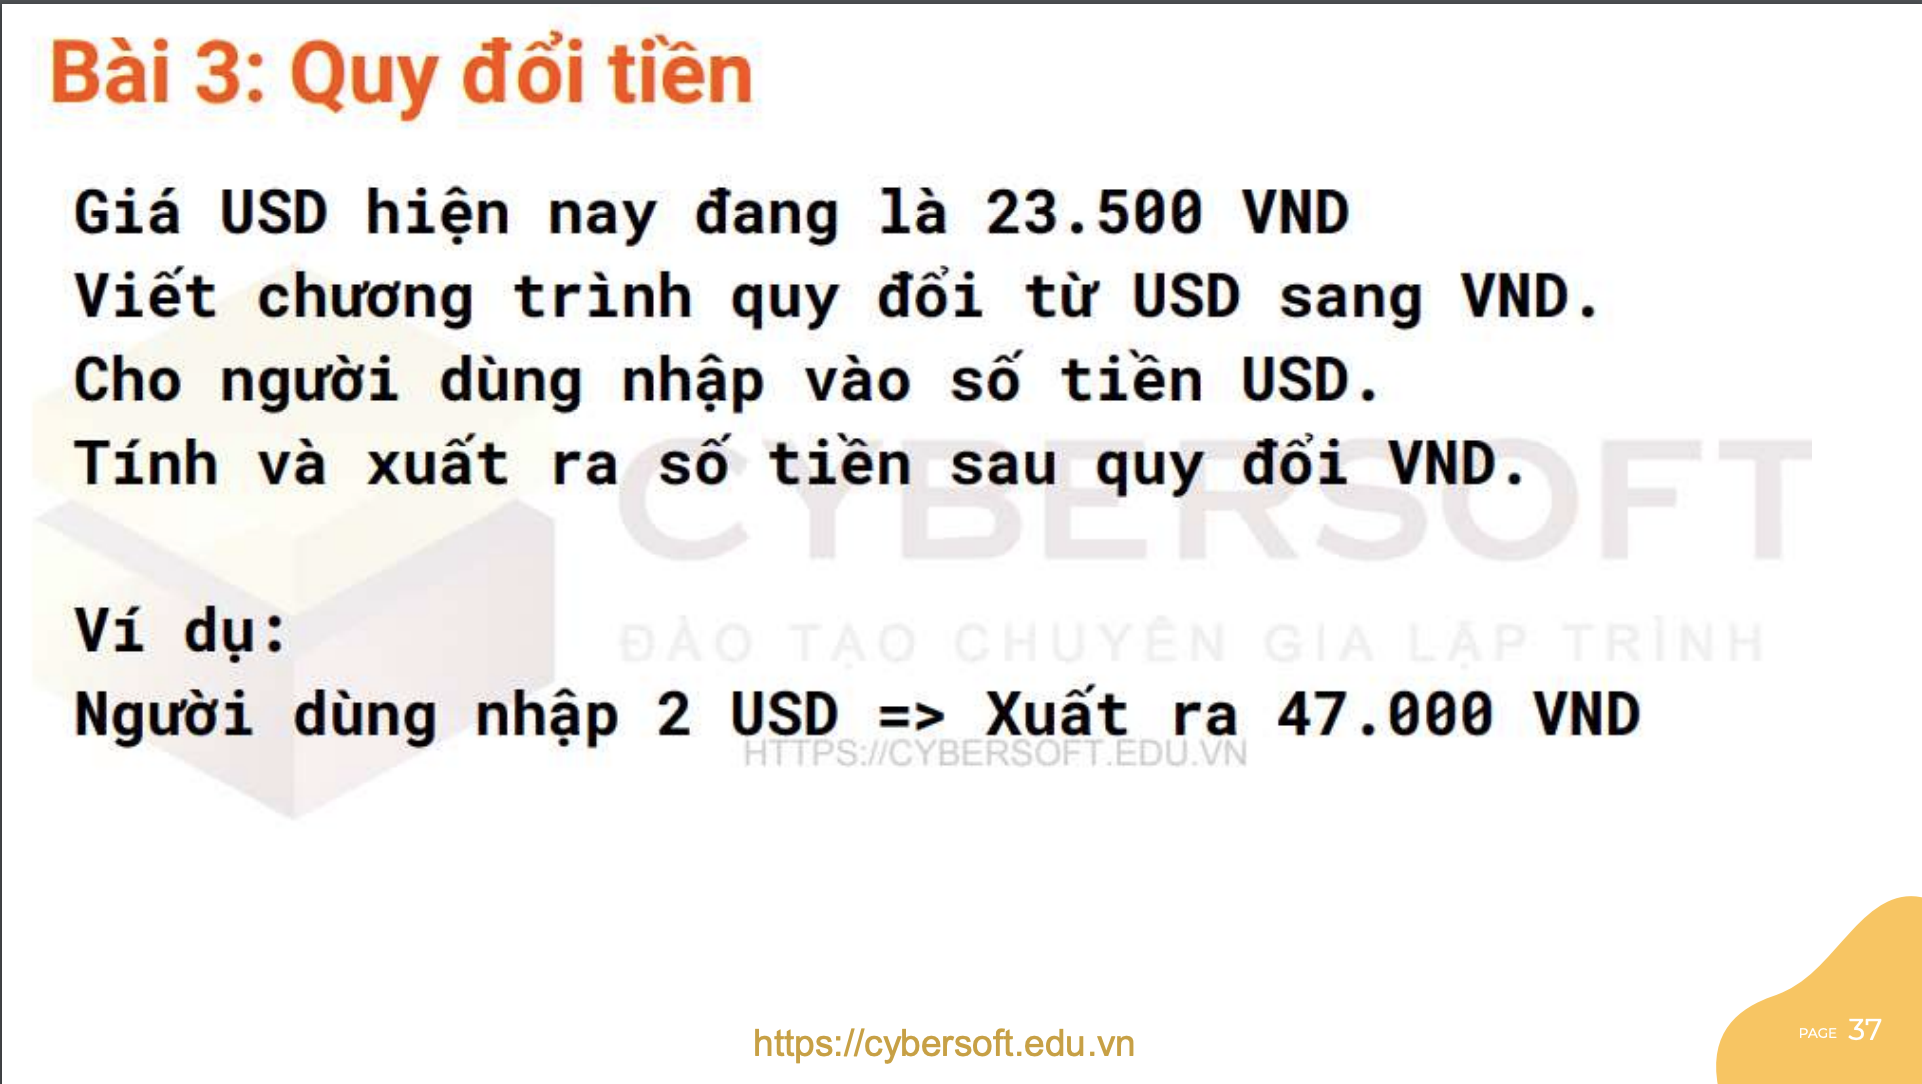 Bài 3: Quy đổi tiền
Giá USD hiện nay đang là 23.500 VND
Viết chương trình quy đổi từ USD sang VND.
Cho người dùng nhập vào số tiền USD.
Tính và xuất ra số tiền sau quy đổi VND.
CYBERSOFT
ĐÀO TẠO CHUYÊN GIA LẬP TRÌNH
Ví dụ:
Người dùng nhập 2 USD => Xuất ra 47.000 VND
HTTPS://CYBERSOFT.EDU.VN
https://cybersoft.edu.vn
PAGE 37